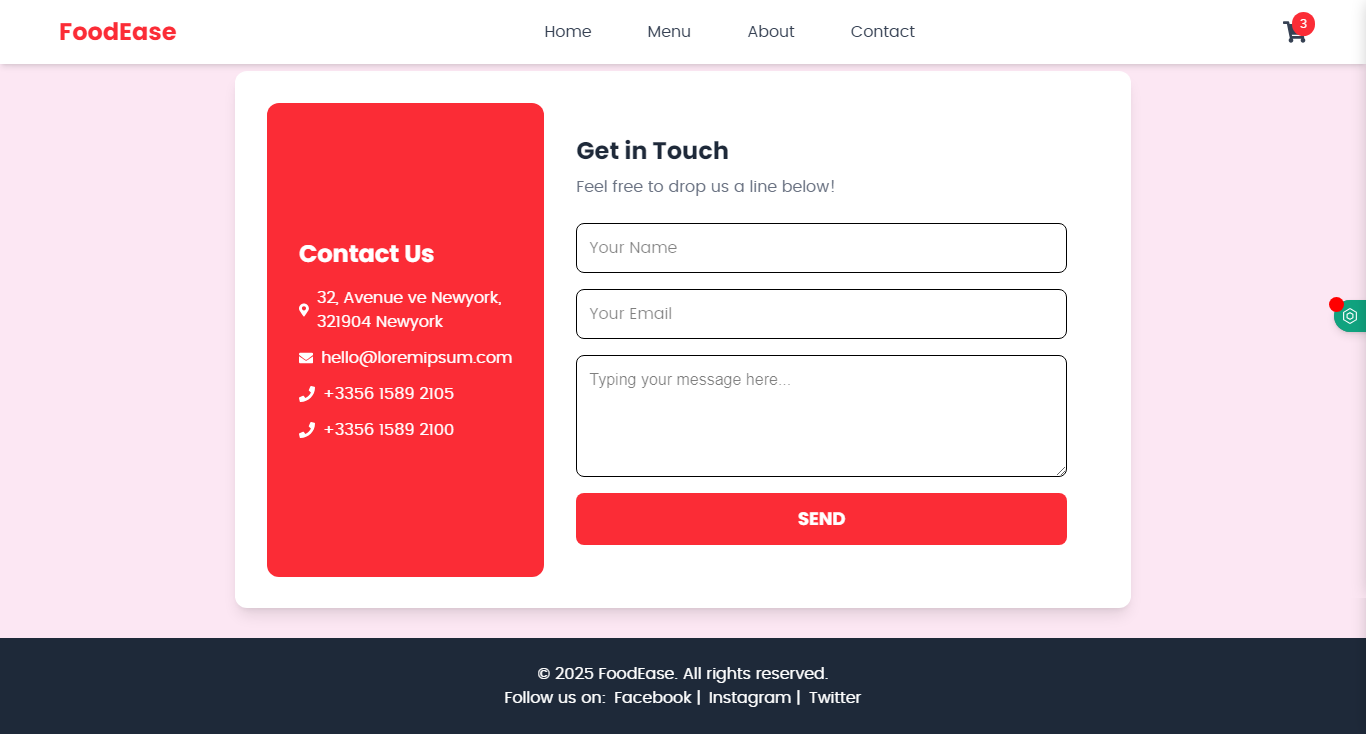 FoodEase
Home Menu About Contact
3
Contact Us
32, Avenue ve Newyork,
321904 Newyork
hello@loremipsum.com
+3356 1589 2105
+3356 1589 2100
Get in Touch
Feel free to drop us a line below!
Your Name
Your Email
Typing your message here...
SEND
© 2025 FoodEase. All rights reserved.
Follow us on: Facebook | Instagram | Twitter